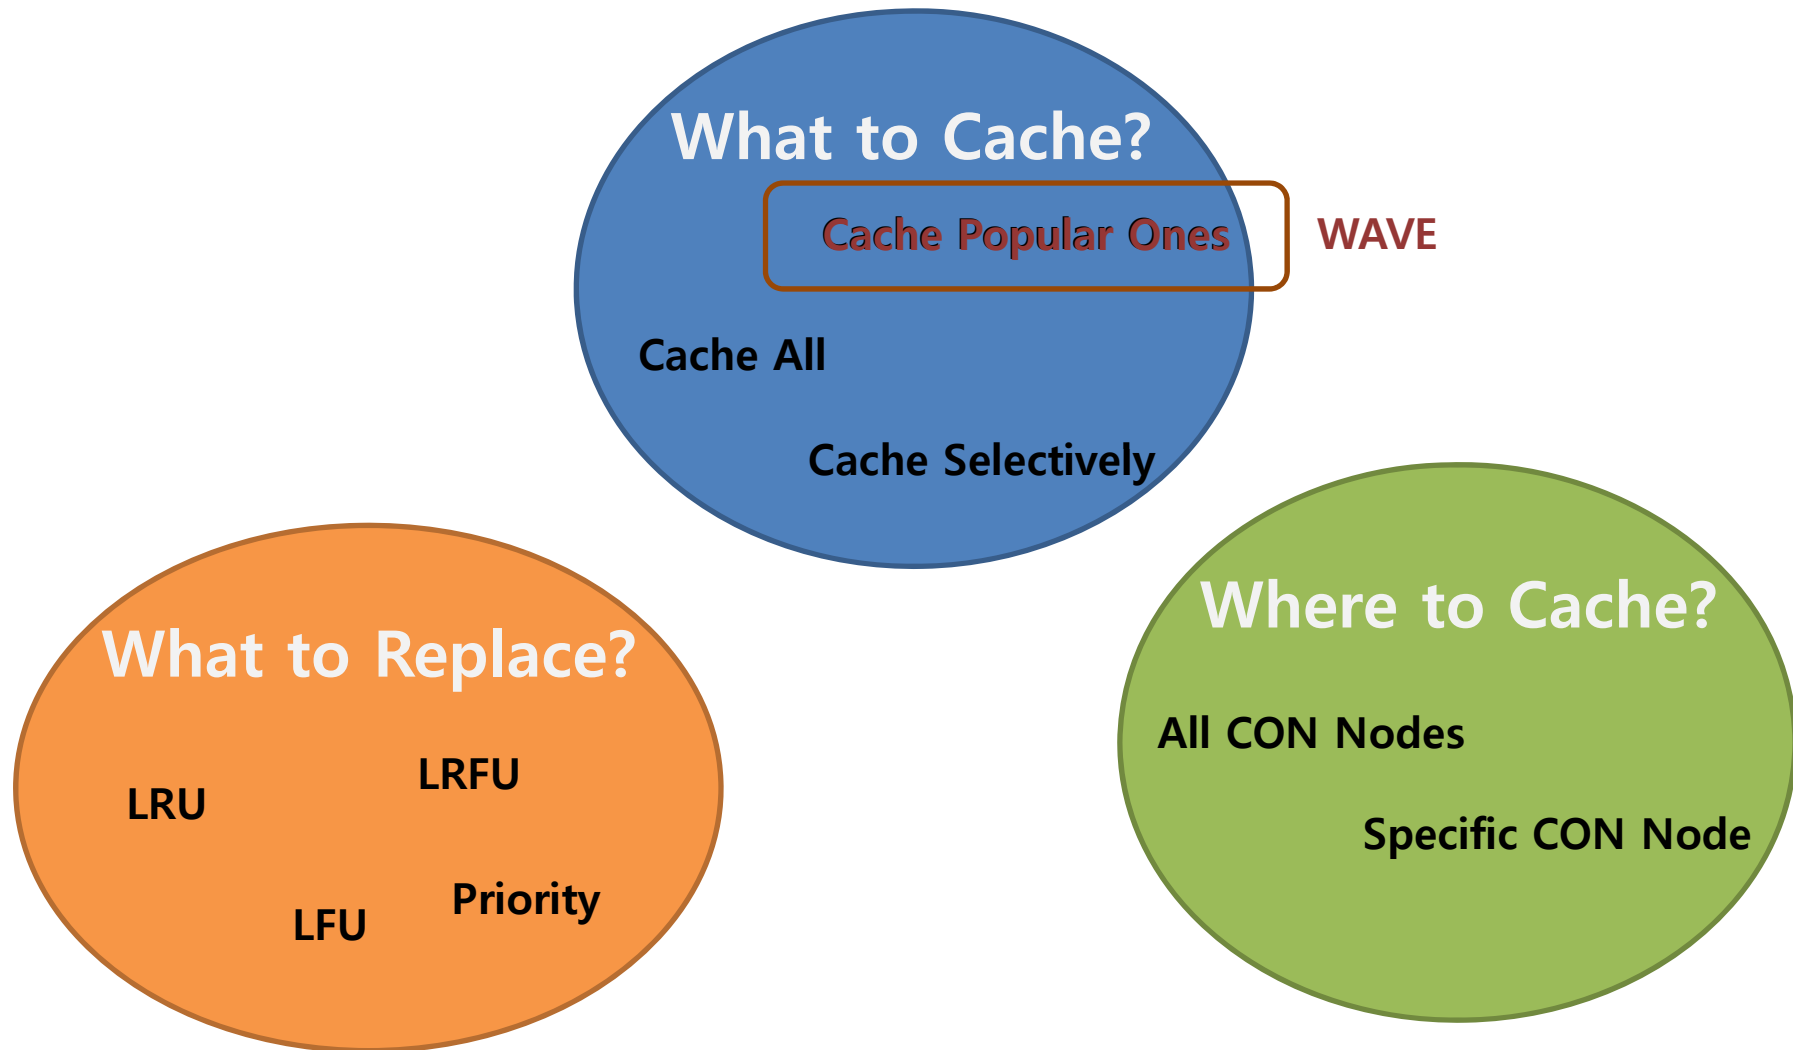 What to Cache?
Cache Popular Ones
WAVE
Cache All
Cache Selectively
What to Replace?
LRU
LRFU
LFU
Priority
Where to Cache?
All CON Nodes
Specific CON Node